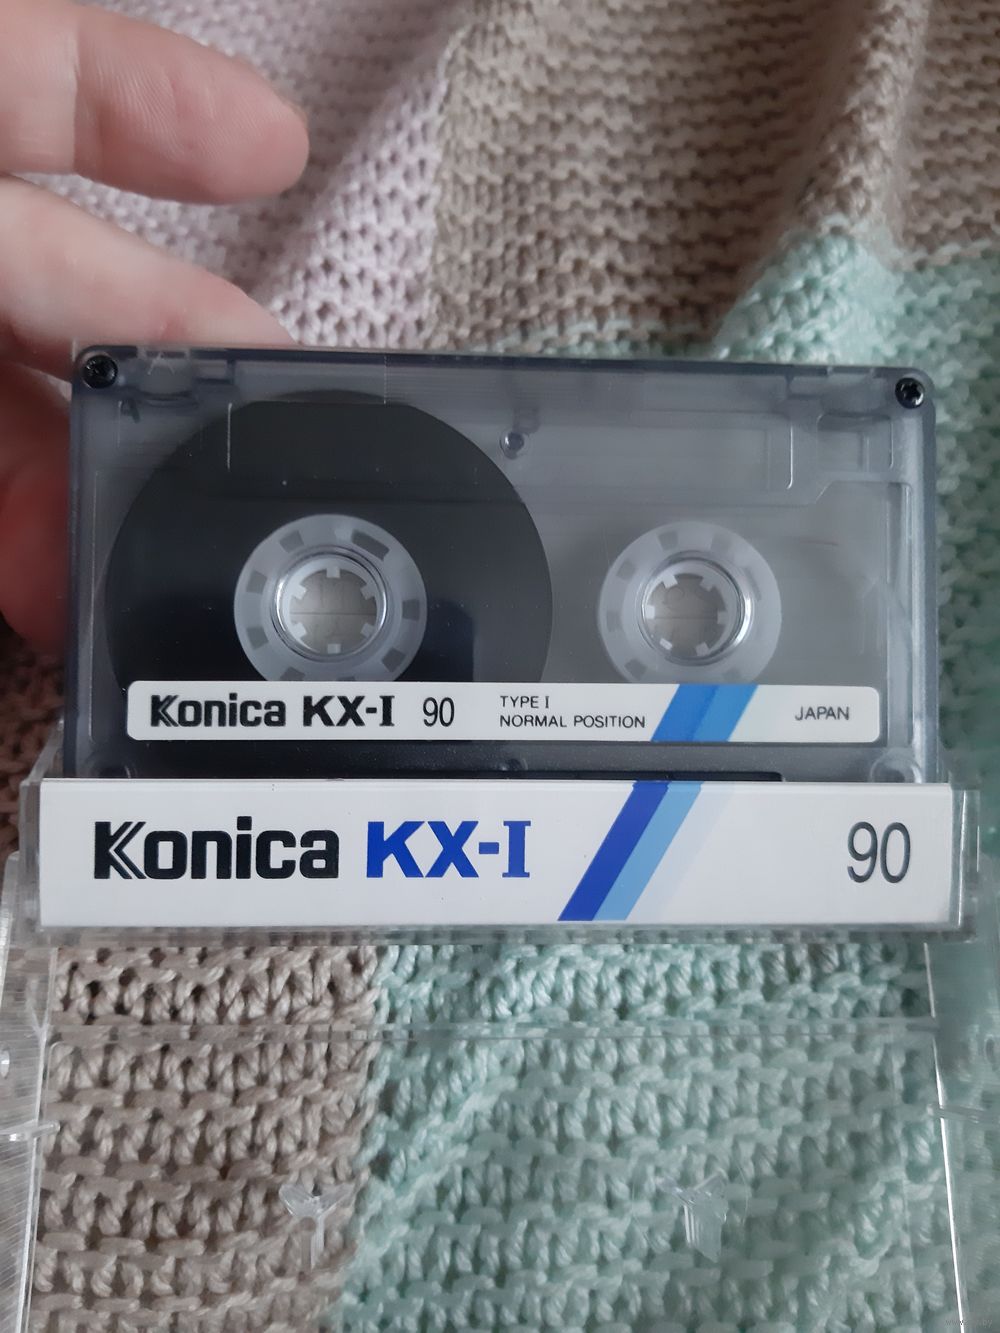 Konica KX-I 90
TYPE I
NORMAL POSITION
JAPAN
Konica KX-I 90